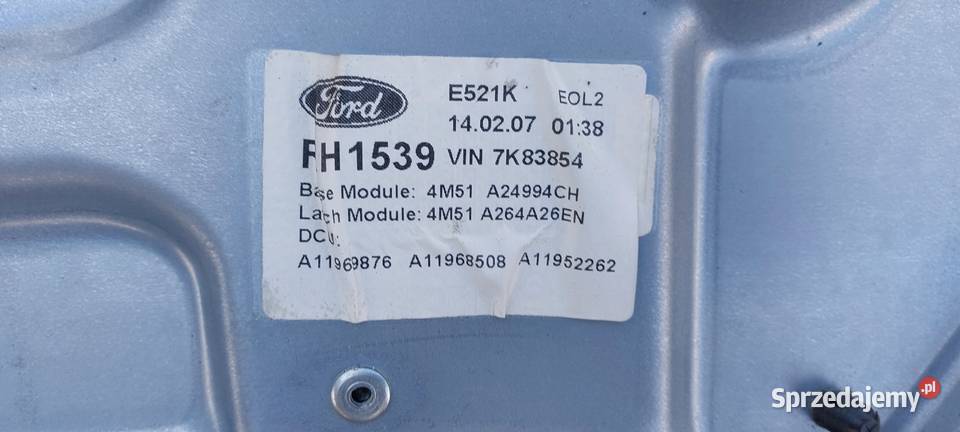 Ford
E521K EOL2
14.02.07 01:38
RH1539 VIN 7K83854
Base Module: 4M51 A24994CH
Latch Module: 4M51 A264A26EN
DCU:
A11969876 A11968508 A11952262
Sprzedajemy.pl